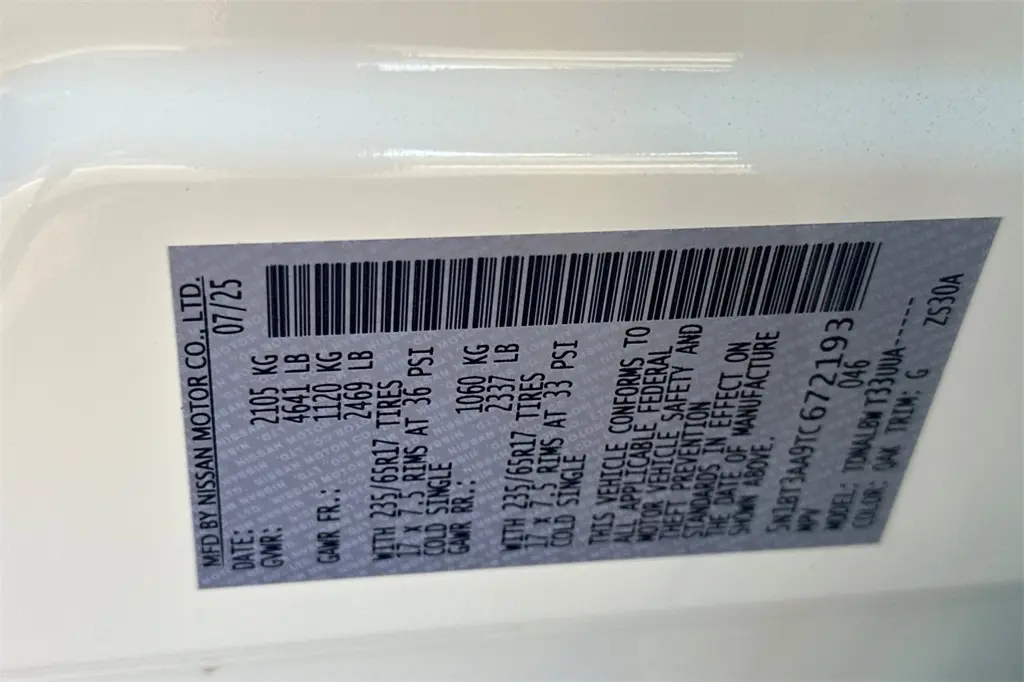 MFD BY NISSAN MOTOR CO., LTD.
DATE: 07/25
GVWR: 2105 KG
4641 LB
GAWR FR.: 1120 KG
2469 LB
WITH 235/65R17 TIRES
17 x 7.5 RIMS AT 36 PSI
COLD SINGLE
GAWR RR.: 1060 KG
2337 LB
WITH 235/65R17 TIRES
17 x 7.5 RIMS AT 33 PSI
COLD SINGLE
THIS VEHICLE CONFORMS TO
ALL APPLICABLE FEDERAL
MOTOR VEHICLE SAFETY AND
THEFT PREVENTION
STANDARDS IN EFFECT ON
THE DATE OF MANUFACTURE
SHOWN ABOVE.
5N1BT3AA9TC672193
MPV 046
MODEL: TDNALBW T33UUA-----
COLOR: QAK TRIM: G ZS30A